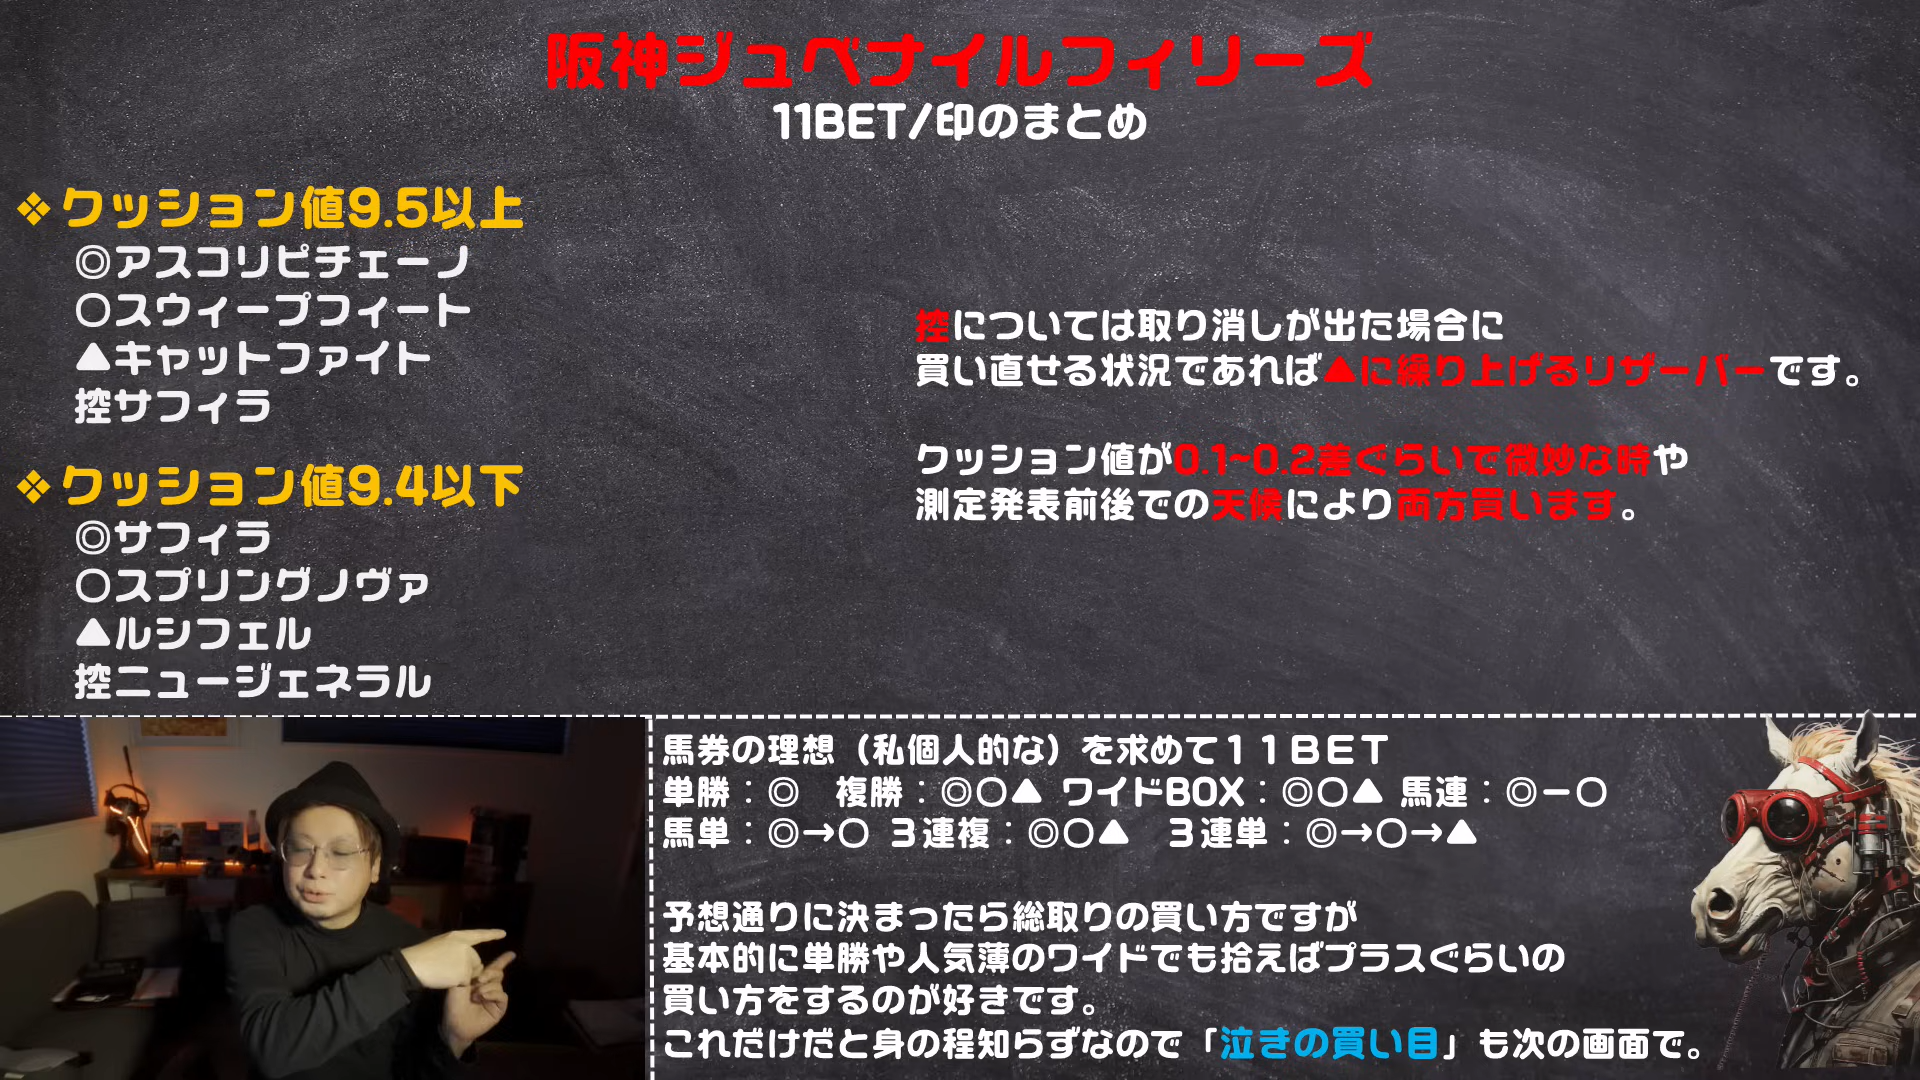 阪神ジュベナイルフィリーズ
11BET/印のまとめ
❖クッション値9.5以上
◎アスコリピチェーノ
〇スウィープフィート
▲キャットファイト
控サフィラ
❖クッション値9.4以下
◎サフィラ
〇スプリングノヴァ
▲ルシフェル
控ニュージェネラル
控については取り消しが出た場合に
買い直せる状況であれば▲に繰り上げるリザーバーです。
クッション値が0.1~0.2差ぐらいで微妙な時や
測定発表前後での天候により両方買います。
馬券の理想（私個人的な）を求めて１１ＢＥＴ
単勝：◎　複勝：◎〇▲ ワイドBOX：◎〇▲ 馬連：◎ー〇
馬単：◎→〇 ３連複：◎〇▲　３連単：◎→〇→▲
予想通りに決まったら総取りの買い方ですが
基本的に単勝や人気薄のワイドでも拾えばプラスぐらいの
買い方をするのが好きです。
これだけだと身の程知らずなので「泣きの買い目」も次の画面で。